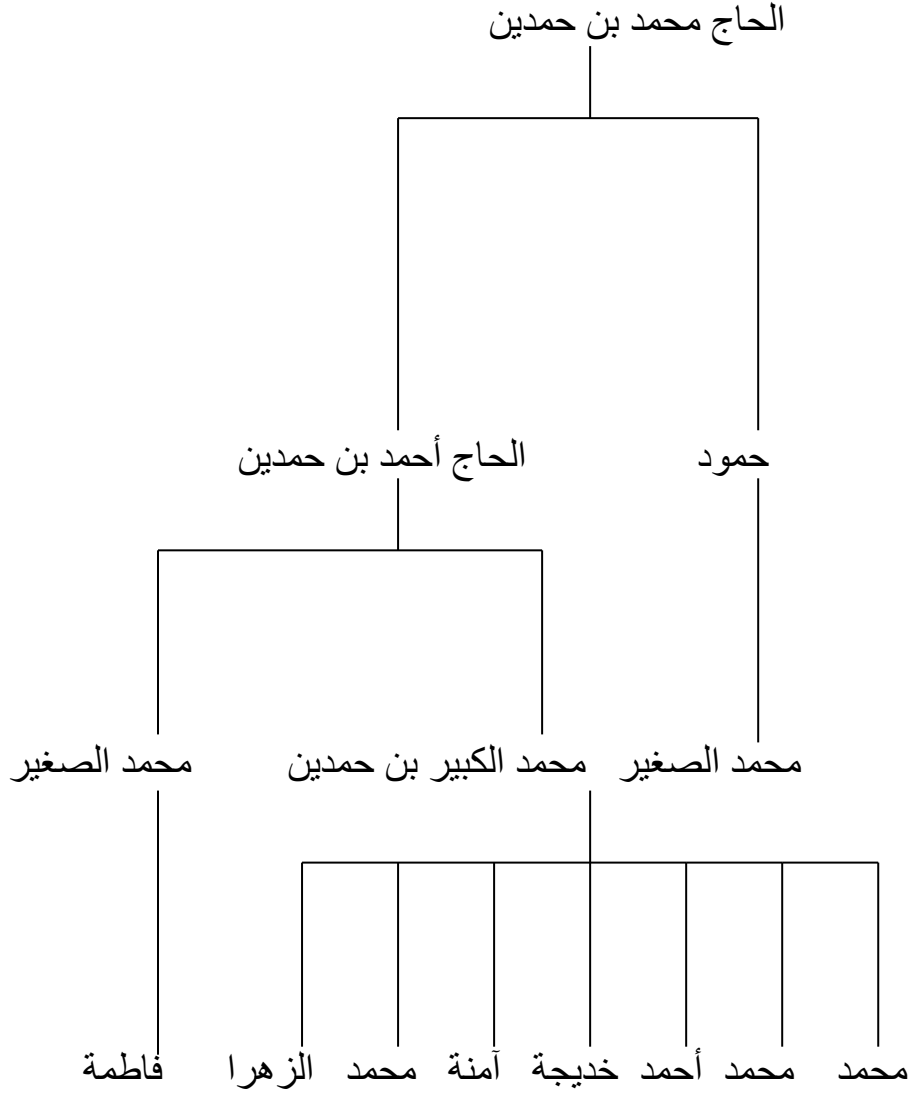 الحاج محمد بن حمدين
حمود الحاج أحمد بن حمدين
محمد الصغير محمد الكبير بن حمدين محمد الصغير
محمد محمد أحمد خديجة آمنة محمد الزهرا فاطمة